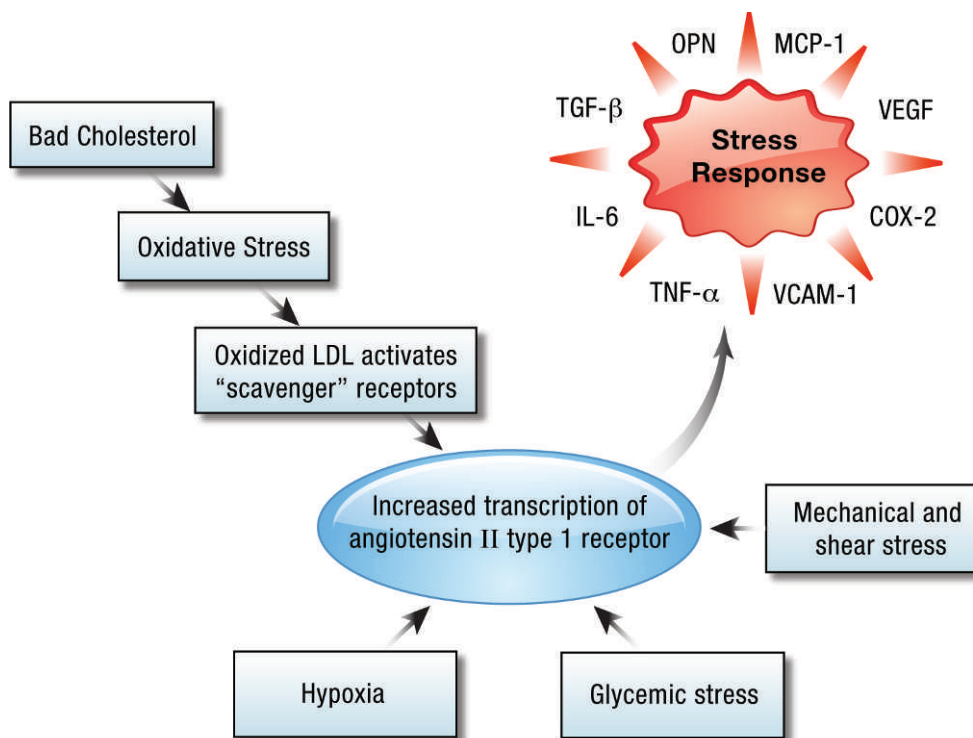 OPN
MCP-1
TGF-β
VEGF
Stress
Response
IL-6
COX-2
TNF-α
VCAM-1
Bad Cholesterol
Oxidative Stress
Oxidized LDL activates
“scavenger” receptors
Increased transcription of
angiotensin II type 1 receptor
Mechanical and
shear stress
Hypoxia
Glycemic stress